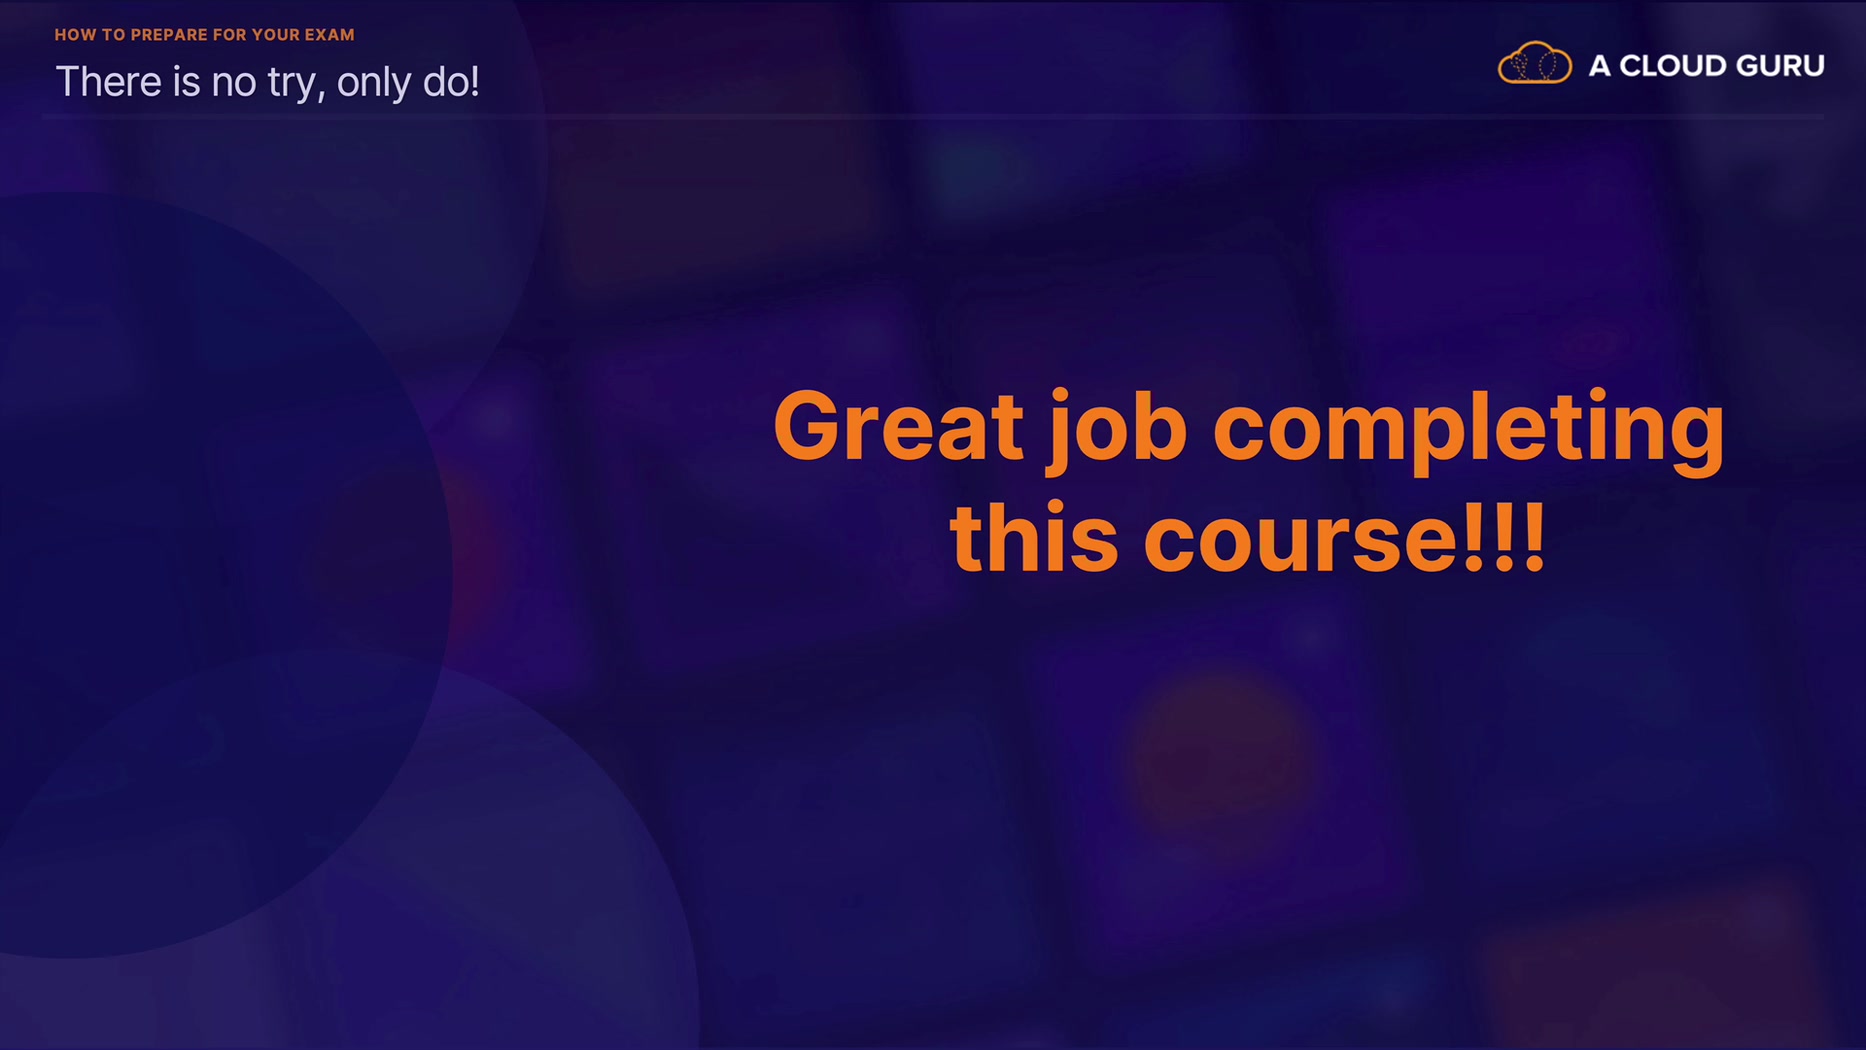 HOW TO PREPARE FOR YOUR EXAM
There is no try, only do!
A CLOUD GURU
Great job completing
this course!!!